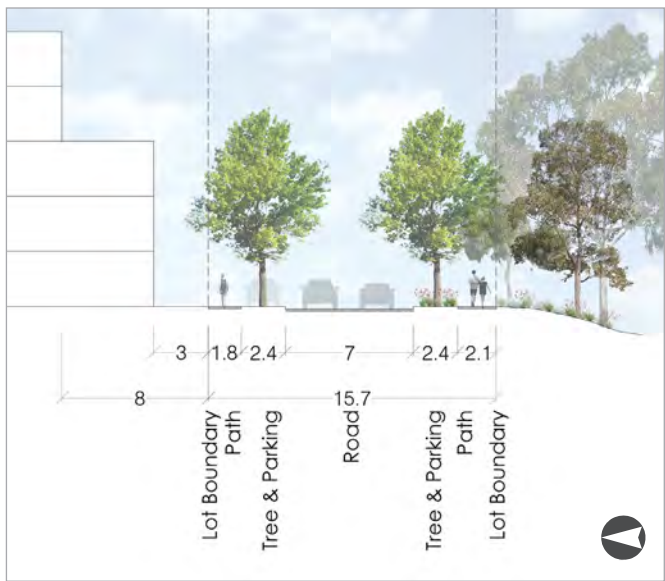 3 1.8 2.4 7 2.4 2.1
8 15.7
Lot Boundary
Path
Tree & Parking
Road
Tree & Parking
Path
Lot Boundary